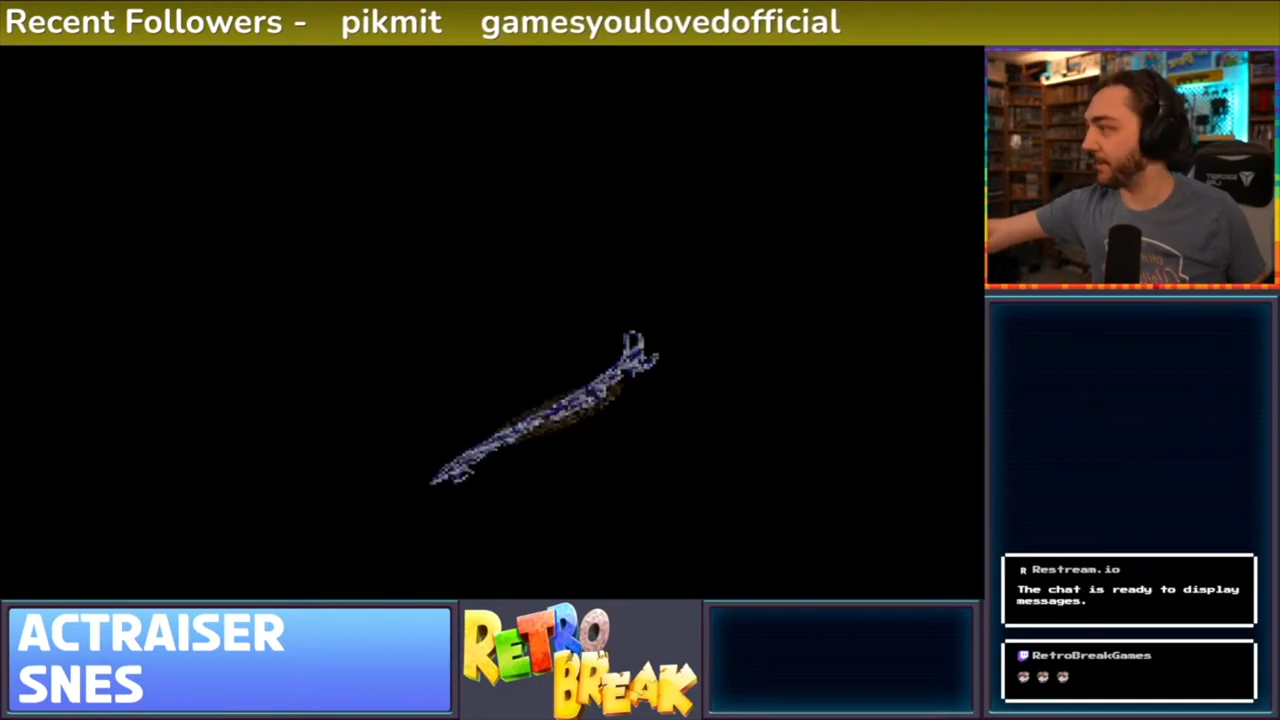 Recent Followers - pikmit gamesyoulovedofficial
Restream.io
The chat is ready to display
messages.
RetroBreakGames
ACTRAISER
SNES
RETRO
BREAK